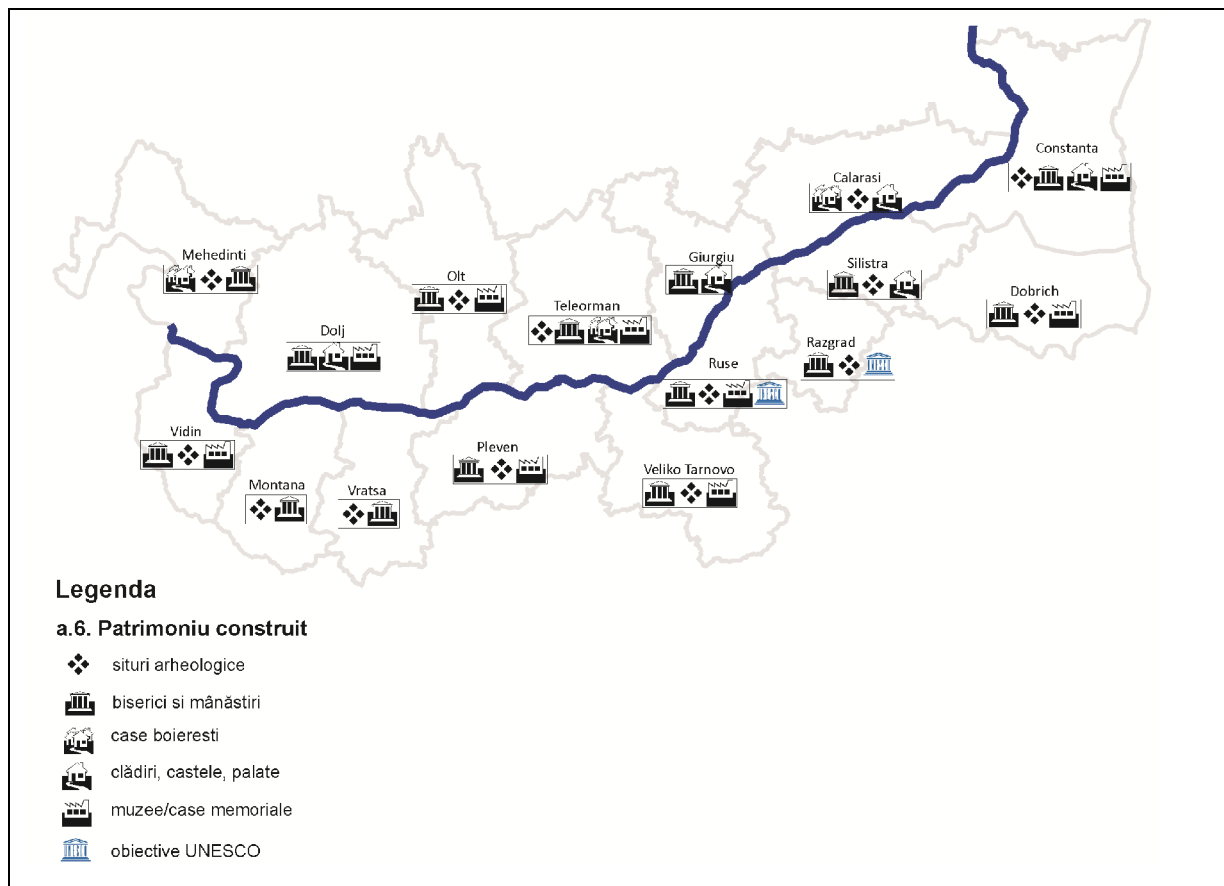 Constanta
Calarasi
Mehedinti
Giurgiu
Silistra
Olt
Dobrich
Teleorman
Dolj
Razgrad
Ruse
Vidin
Pleven
Veliko Tarnovo
Montana
Vratsa
Legenda
a.6. Patrimoniu construit
situri arheologice
biserici si mânăstiri
case boieresti
clădiri, castele, palate
muzee/case memoriale
obiective UNESCO